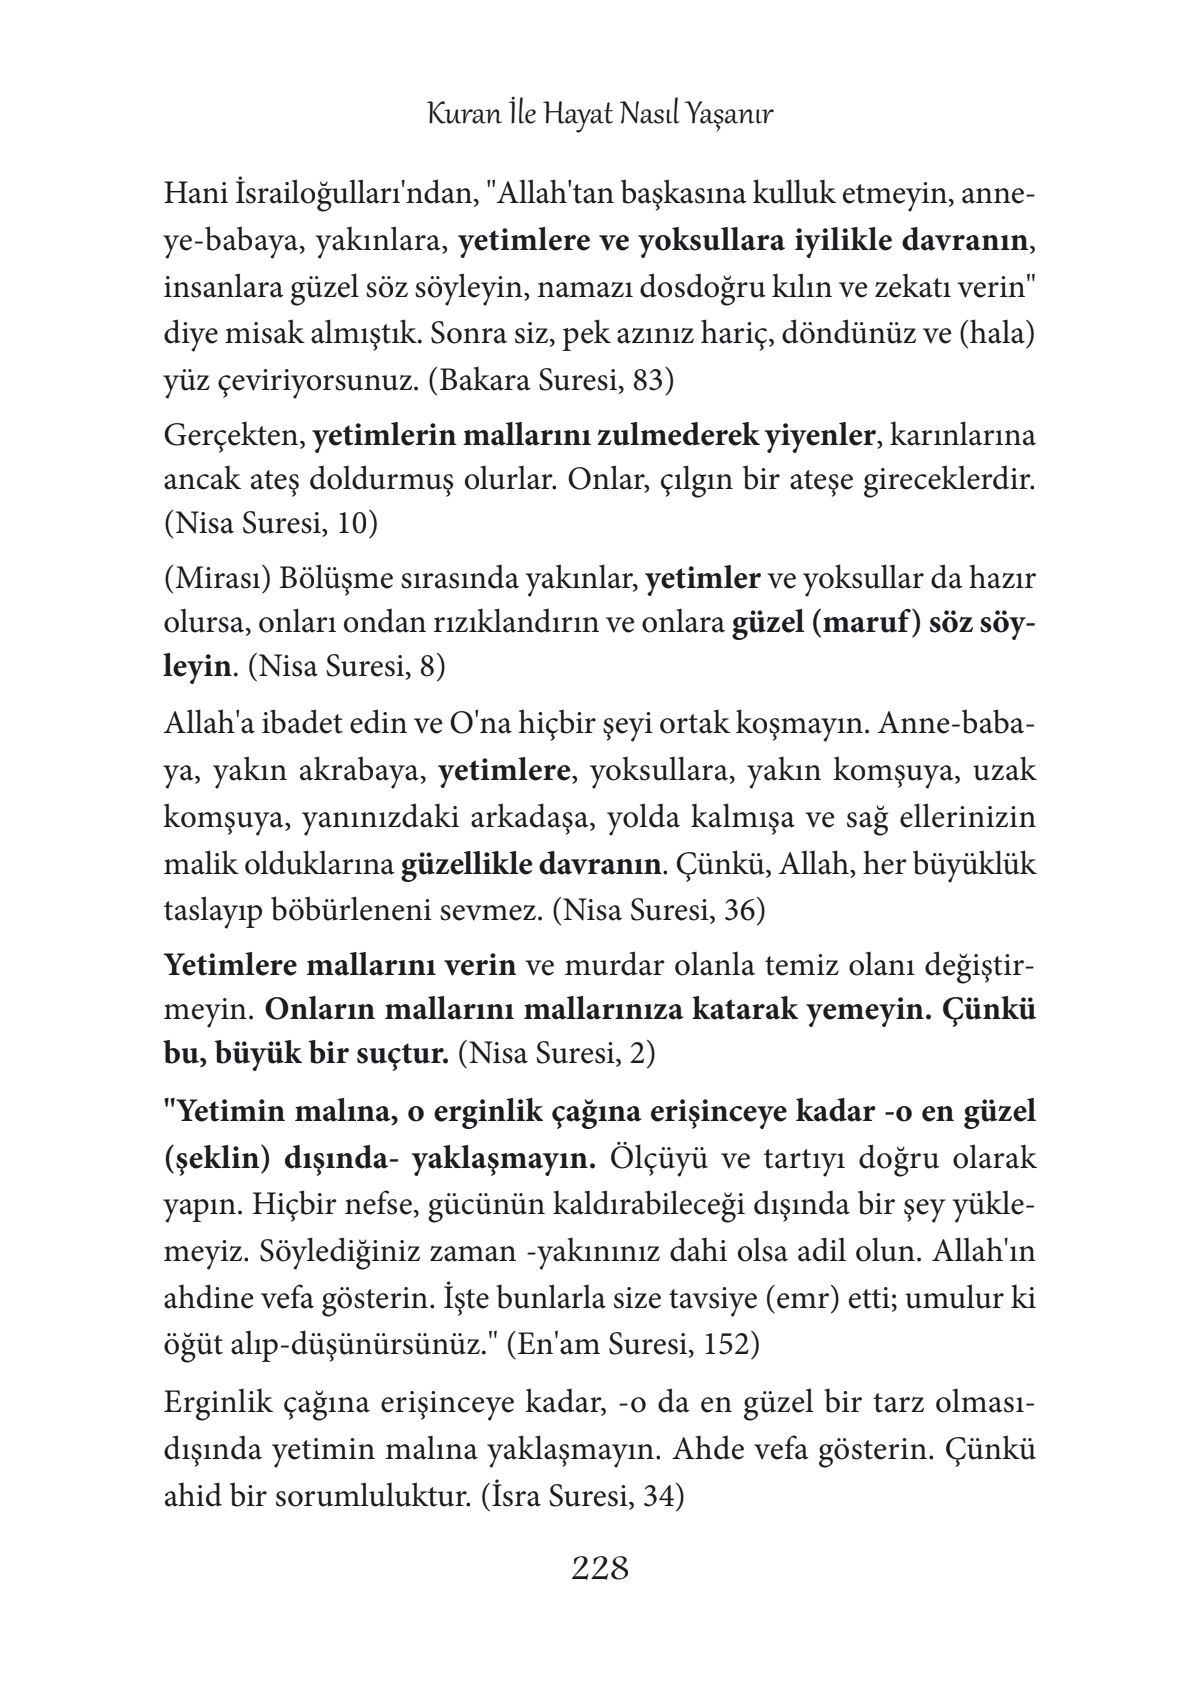 Kuran İle Hayat Nasıl Yaşanır
Hani İsrailoğulları'ndan, "Allah'tan başkasına kulluk etmeyin, anne-
ye-babaya, yakınlara, yetimlere ve yoksullara iyilikle davranın,
insanlara güzel söz söyleyin, namazı dosdoğru kılın ve zekatı verin"
diye misak almıştık. Sonra siz, pek azınız hariç, döndünüz ve (hala)
yüz çeviriyorsunuz. (Bakara Suresi, 83)
Gerçekten, yetimlerin mallarını zulmederek yiyenler, karınlarına
ancak ateş doldurmuş olurlar. Onlar, çılgın bir ateşe gireceklerdir.
(Nisa Suresi, 10)
(Mirası) Bölüşme sırasında yakınlar, yetimler ve yoksullar da hazır
olursa, onları ondan rızıklandırın ve onlara güzel (maruf) söz söy-
leyin. (Nisa Suresi, 8)
Allah'a ibadet edin ve O'na hiçbir şeyi ortak koşmayın. Anne-baba-
ya, yakın akrabaya, yetimlere, yoksullara, yakın komşuya, uzak
komşuya, yanınızdaki arkadaşa, yolda kalmışa ve sağ ellerinizin
malik olduklarına güzellikle davranın. Çünkü, Allah, her büyüklük
taslayıp böbürleneni sevmez. (Nisa Suresi, 36)
Yetimlere mallarını verin ve murdar olanla temiz olanı değiştir-
meyin. Onların mallarını mallarınıza katarak yemeyin. Çünkü
bu, büyük bir suçtur. (Nisa Suresi, 2)
"Yetimin malına, o erginlik çağına erişinceye kadar -o en güzel
(şeklin) dışında- yaklaşmayın. Ölçüyü ve tartıyı doğru olarak
yapın. Hiçbir nefse, gücünün kaldırabileceği dışında bir şey yükle-
meyiz. Söylediğiniz zaman -yakınınız dahi olsa adil olun. Allah'ın
ahdine vefa gösterin. İşte bunlarla size tavsiye (emr) etti; umulur ki
öğüt alıp-düşünürsünüz." (En'am Suresi, 152)
Erginlik çağına erişinceye kadar, -o da en güzel bir tarz olması-
dışında yetimin malına yaklaşmayın. Ahde vefa gösterin. Çünkü
ahid bir sorumluluktur. (İsra Suresi, 34)
228